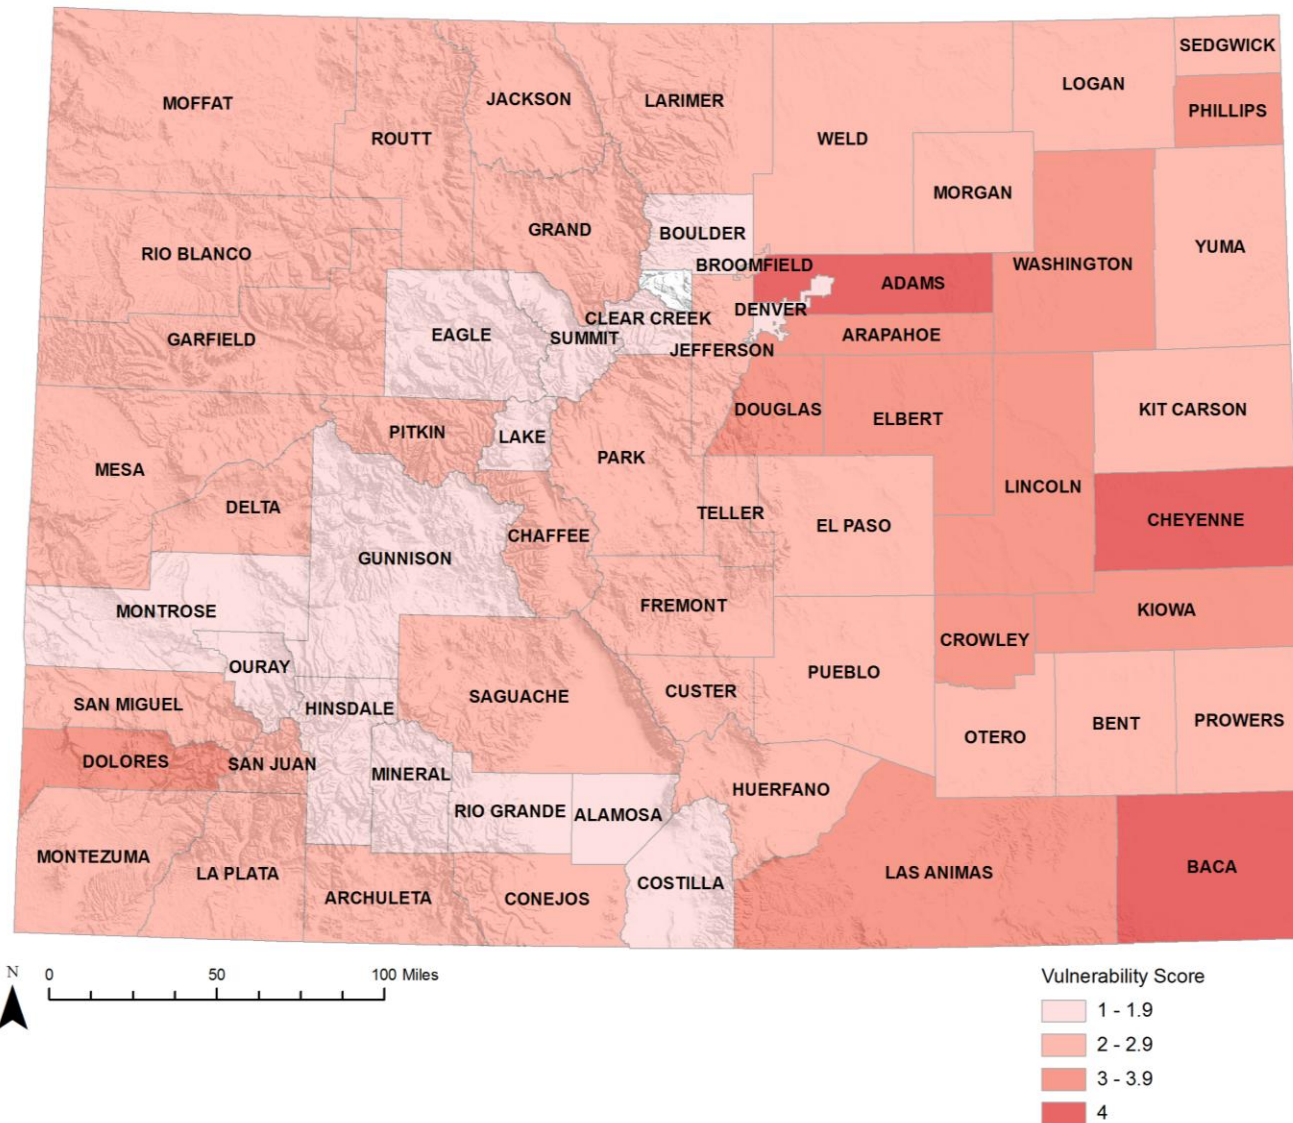 SEDGWICK
LOGAN
JACKSON
LARIMER
MOFFAT
PHILLIPS
ROUTT
WELD
MORGAN
GRAND
BOULDER
YUMA
RIO BLANCO
BROOMFIELD
WASHINGTON
ADAMS
DENVER
CLEAR CREEK
EAGLE
SUMMIT
ARAPAHOE
GARFIELD
JEFFERSON
DOUGLAS
KIT CARSON
ELBERT
PITKIN
LAKE
PARK
MESA
LINCOLN
DELTA
TELLER
CHEYENNE
EL PASO
CHAFFEE
GUNNISON
FREMONT
KIOWA
MONTROSE
CROWLEY
OURAY
PUEBLO
CUSTER
SAGUACHE
SAN MIGUEL
HINSDALE
PROWERS
BENT
OTERO
DOLORES
SAN JUAN
MINERAL
HUERFANO
RIO GRANDE
ALAMOSA
MONTEZUMA
LA PLATA
LAS ANIMAS
BACA
COSTILLA
ARCHULETA
CONEJOS
N
0 50 100 Miles
Vulnerability Score
1 - 1.9
2 - 2.9
3 - 3.9
4